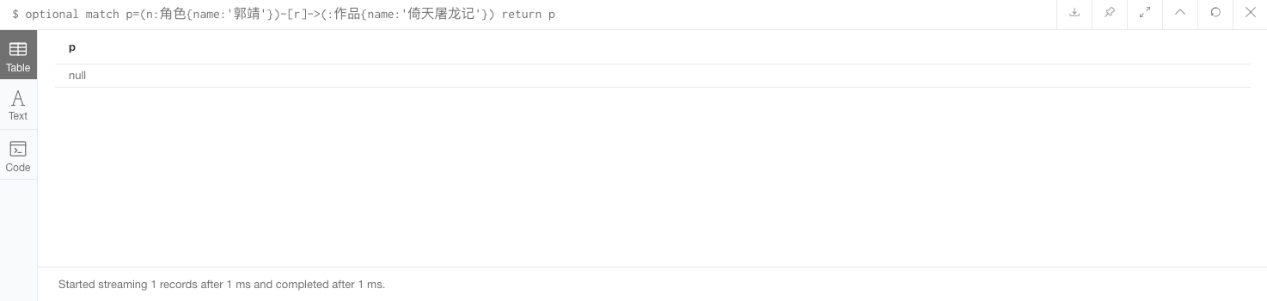 $ optional match p=(n:角色{name:'郭靖'})-[r]->(:作品{name:'倚天屠龙记'}) return p
p
Table
null
Text
Code
Started streaming 1 records after 1 ms and completed after 1 ms.